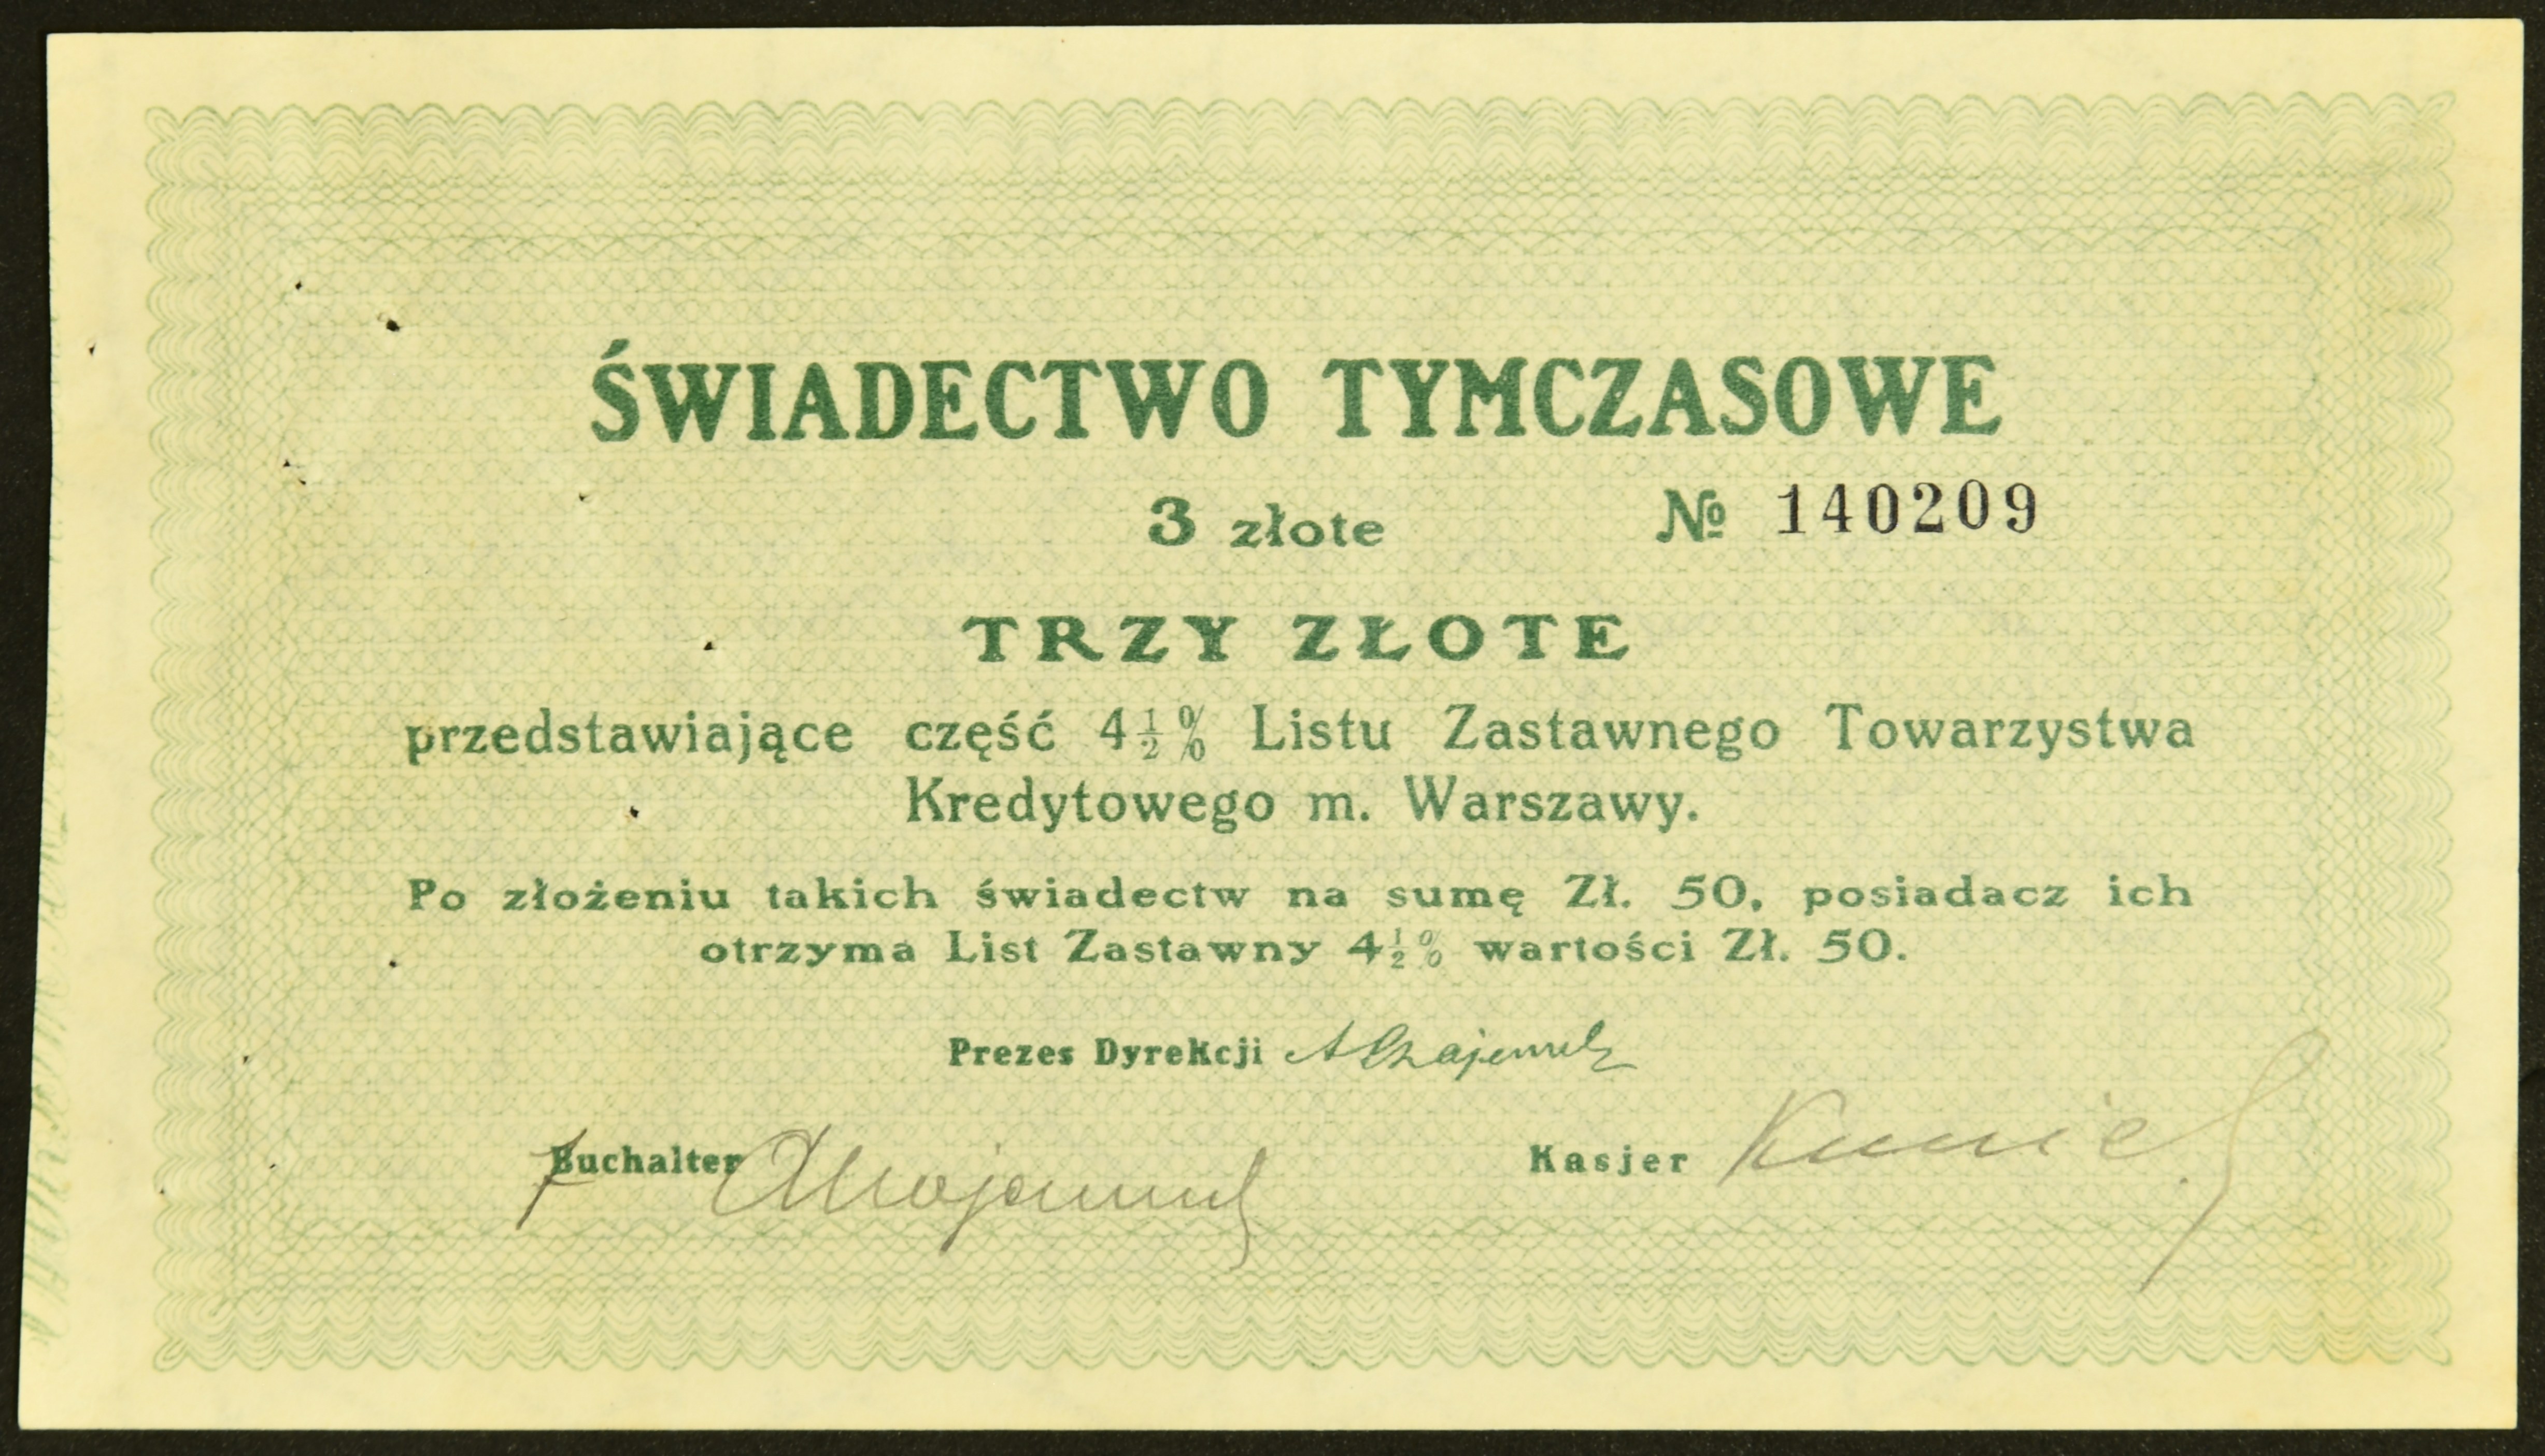 ŚWIADECTWO TYMCZASOWE
3 złote № 140209
TRZY ZŁOTE
przedstawiające część 4½% Listu Zastawnego Towarzystwa
Kredytowego m. Warszawy.
Po złożeniu takich świadectw na sumę Zł. 50, posiadacz ich
otrzyma List Zastawny 4½% wartości Zł. 50.
Prezes Dyrekcji
Buchalter
Kasjer